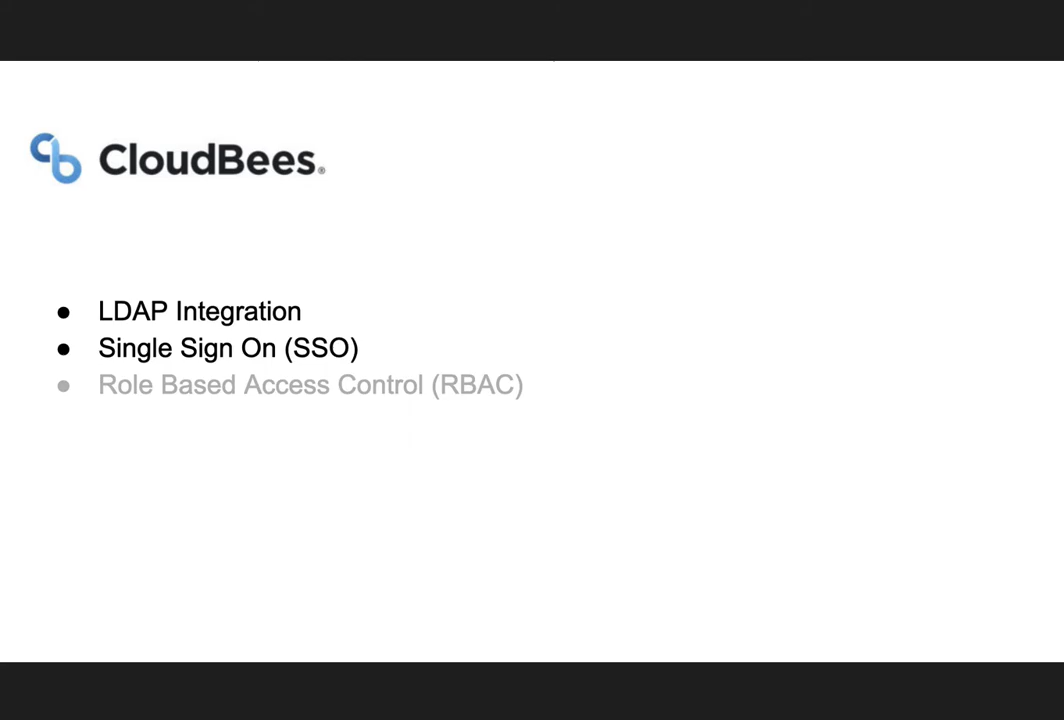 CloudBees®
● LDAP Integration
● Single Sign On (SSO)
● Role Based Access Control (RBAC)